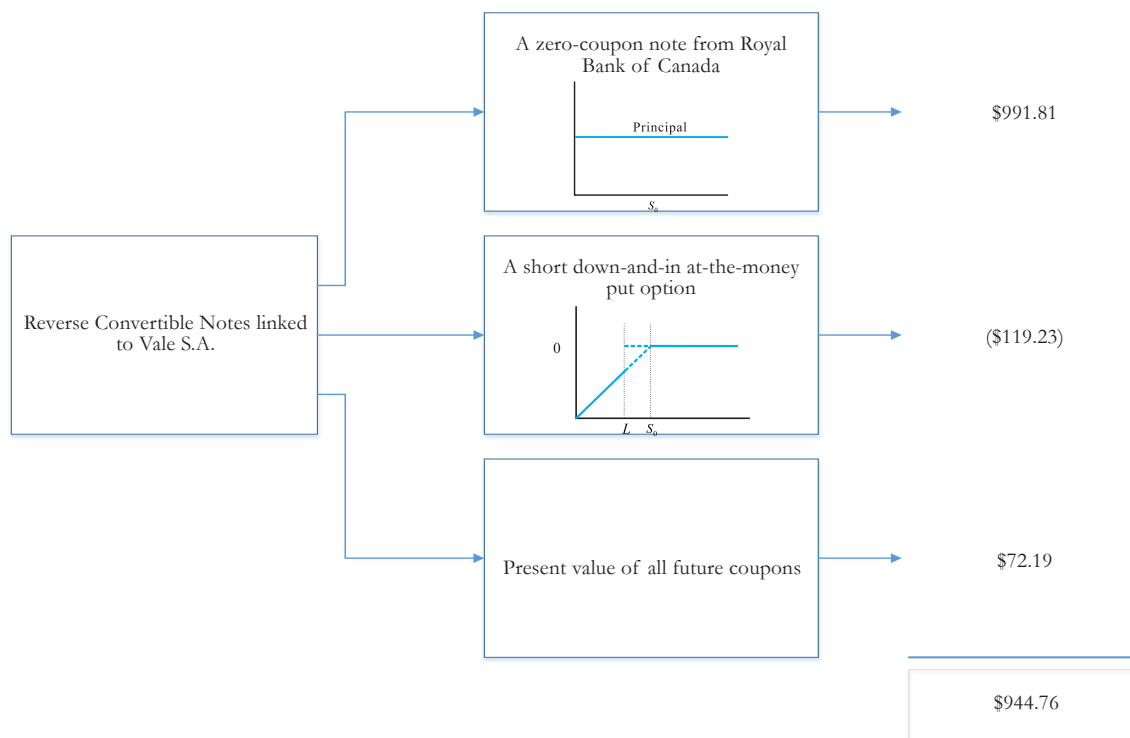 A zero-coupon note from Royal
Bank of Canada
Principal
S₀
$991.81
Reverse Convertible Notes linked
to Vale S.A.
A short down-and-in at-the-money
put option
0
L S₀
($119.23)
Present value of all future coupons
$72.19
$944.76